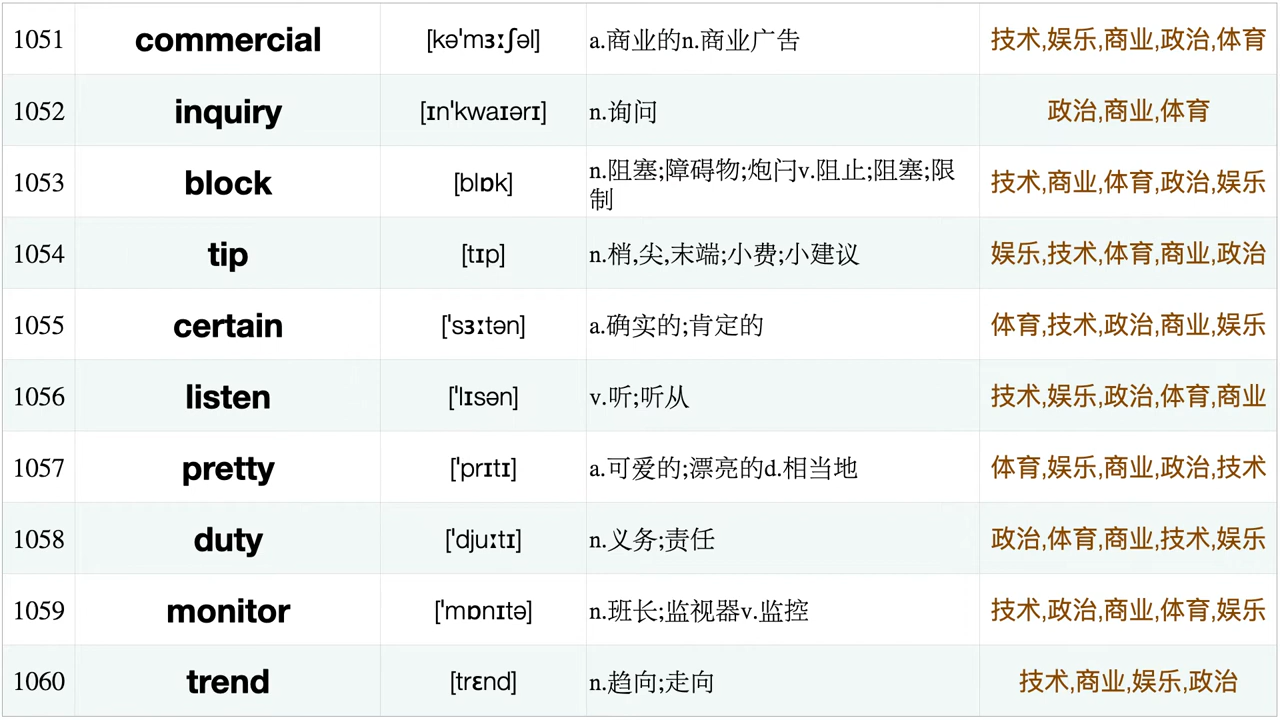 1051 commercial [kə'mɜːʃəl] a.商业的n.商业广告 技术,娱乐,商业,政治,体育
1052 inquiry [ɪn'kwaɪərɪ] n.询问 政治,商业,体育
1053 block [blɒk] n.阻塞;障碍物;炮闩v.阻止;阻塞;限
制 技术,商业,体育,政治,娱乐
1054 tip [tɪp] n.梢,尖,末端;小费;小建议 娱乐,技术,体育,商业,政治
1055 certain ['sɜːtən] a.确实的;肯定的 体育,技术,政治,商业,娱乐
1056 listen ['lɪsən] v.听;听从 技术,娱乐,政治,体育,商业
1057 pretty ['prɪtɪ] a.可爱的;漂亮的d.相当地 体育,娱乐,商业,政治,技术
1058 duty ['djuːtɪ] n.义务;责任 政治,体育,商业,技术,娱乐
1059 monitor ['mɒnɪtə] n.班长;监视器v.监控 技术,政治,商业,体育,娱乐
1060 trend [trɛnd] n.趋向;走向 技术,商业,娱乐,政治